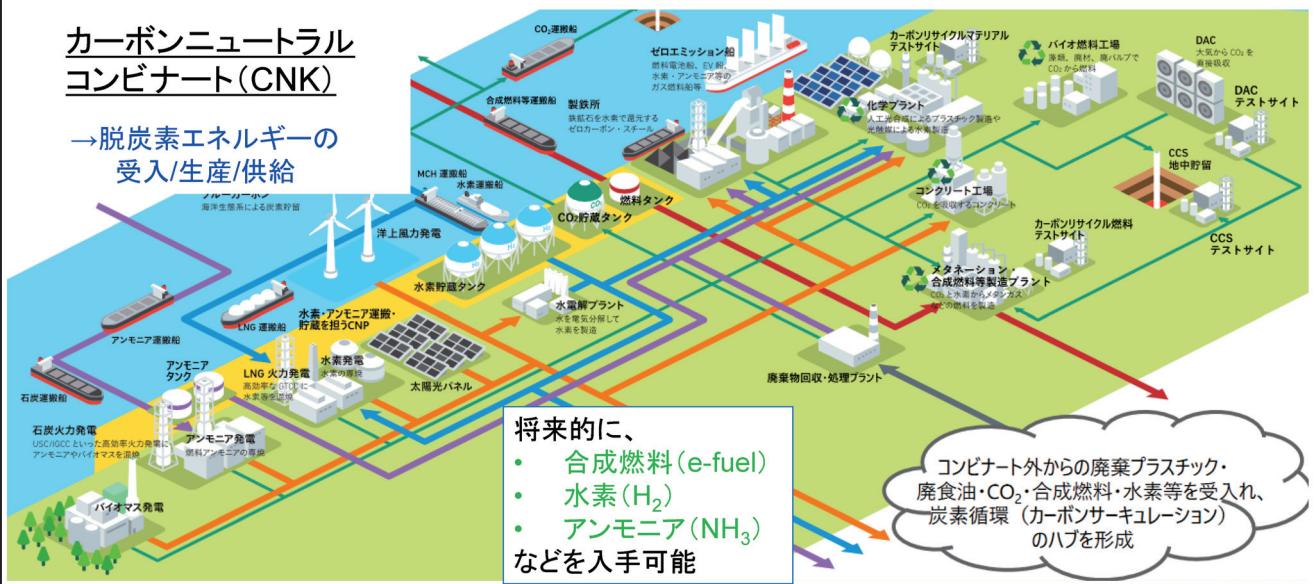 カーボンニュートラル
コンビナート（CNK）
→脱炭素エネルギーの
受入/生産/供給
CO₂運搬船
ゼロエミッション船
燃料電池船、EV船、
水素・アンモニア等の
ガス燃料船等
カーボンリサイクルマテリアル
テストサイト
バイオ燃料工場
藻類、廃材、廃パルプで
CO₂から燃料
DAC
大気からCO₂を
直接吸収
DAC
テストサイト
合成燃料等運搬船
製鉄所
鉄鉱石を水素で還元する
ゼロカーボン・スチール
化学プラント
人工光合成によるプラスチック製造や
光触媒による水素製造
CCS
地中貯留
MCH運搬船
水素運搬船
ブルーカーボン
海洋生態系による炭素貯留
CO₂
CO₂貯蔵タンク
燃料タンク
コンクリート工場
CO₂を吸収するコンクリート
カーボンリサイクル燃料
テストサイト
CCS
テストサイト
洋上風力発電
H₂
H₂
H₂
水素貯蔵タンク
メタネーション・
合成燃料等製造プラント
CO₂と水素からメタンガス
などの燃料を製造
水電解プラント
水を電気分解して
水素を製造
アンモニア運搬船
LNG運搬船
水素・アンモニア運搬・
貯蔵を担うCNP
アンモニア
タンク
LNG火力発電
高効率なGTCCに
水素等を混焼
水素発電
水素の専焼
太陽光パネル
廃棄物回収・処理プラント
石炭運搬船
石炭火力発電
USC/IGCCといった高効率火力発電に
アンモニアやバイオマスを混焼
アンモニア発電
燃料アンモニアの専焼
バイオマス発電
将来的に、
• 合成燃料（e-fuel）
• 水素（H₂）
• アンモニア（NH₃）
などを入手可能
コンビナート外からの廃棄プラスチック・
廃食油・CO₂・合成燃料・水素等を受入れ、
炭素循環（カーボンサーキュレーション）
のハブを形成